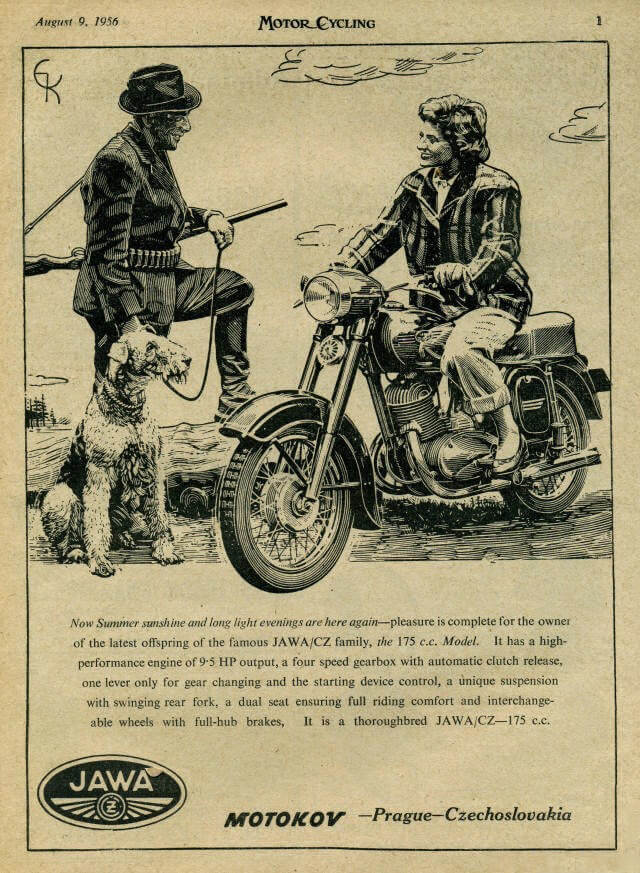 August 9, 1956
MOTOR CYCLING
1
EK
Now Summer sunshine and long light evenings are here again—pleasure is complete for the owner
of the latest offspring of the famous JAWA/CZ family, the 175 c.c. Model. It has a high-
performance engine of 9·5 HP output, a four speed gearbox with automatic clutch release,
one lever only for gear changing and the starting device control, a unique suspension
with swinging rear fork, a dual seat ensuring full riding comfort and interchange-
able wheels with full-hub brakes, It is a thoroughbred JAWA/CZ—175 c.c.
JAWA
CZ
MOTOKOV —Prague—Czechoslovakia